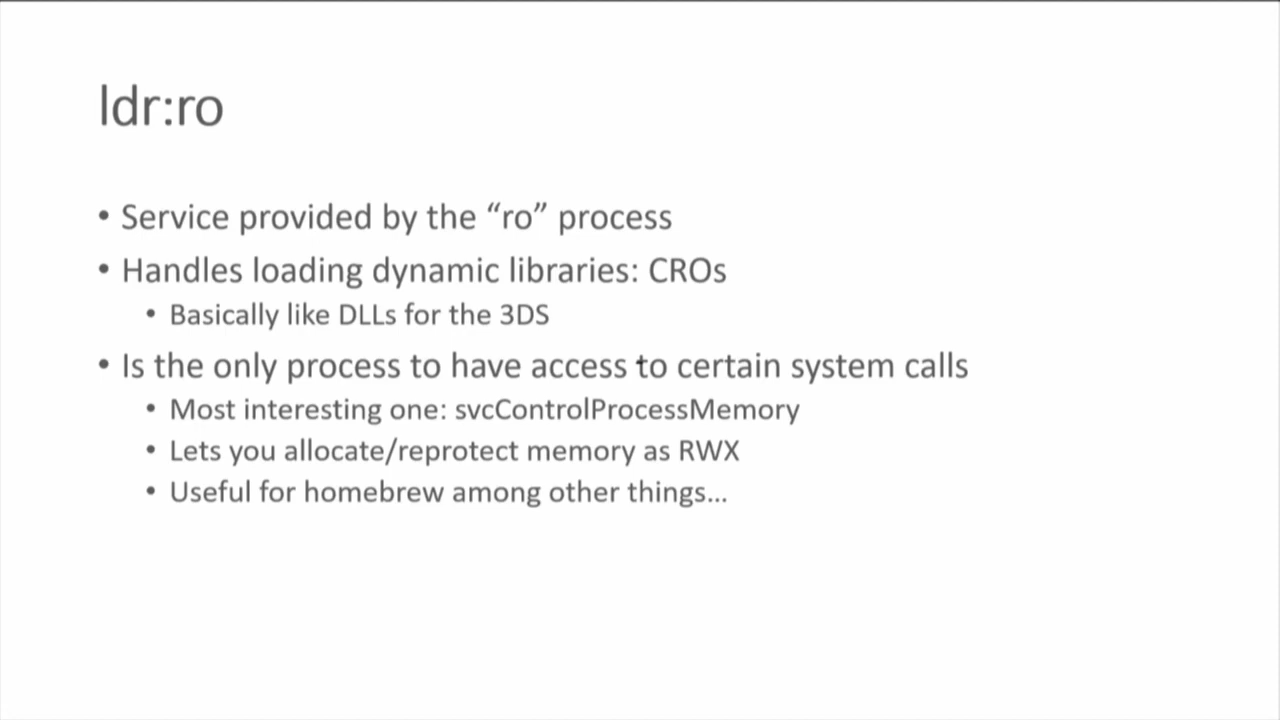 ldr:ro
• Service provided by the “ro” process
• Handles loading dynamic libraries: CROs
• Basically like DLLs for the 3DS
• Is the only process to have access to certain system calls
• Most interesting one: svcControlProcessMemory
• Lets you allocate/reprotect memory as RWX
• Useful for homebrew among other things…